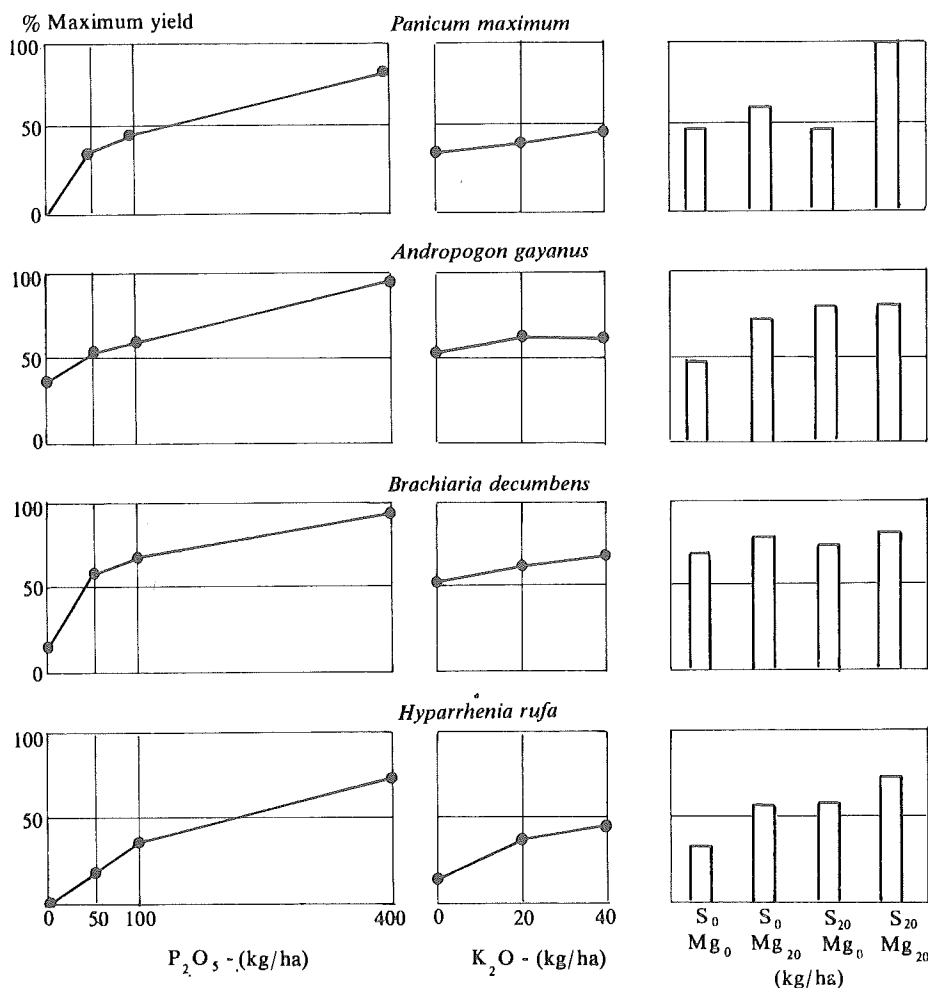 % Maximum yield
Panicum maximum
100
50
0
Andropogon gayanus
100
50
0
Brachiaria decumbens
100
50
0
Hyparrhenia rufa
100
50
0
0 50 100 400
0 20 40
S₀ S₀ S₂₀ S₂₀
Mg₀ Mg₂₀ Mg₀ Mg₂₀
P₂O₅ - (kg/ha)
K₂O - (kg/ha)
(kg/ha)